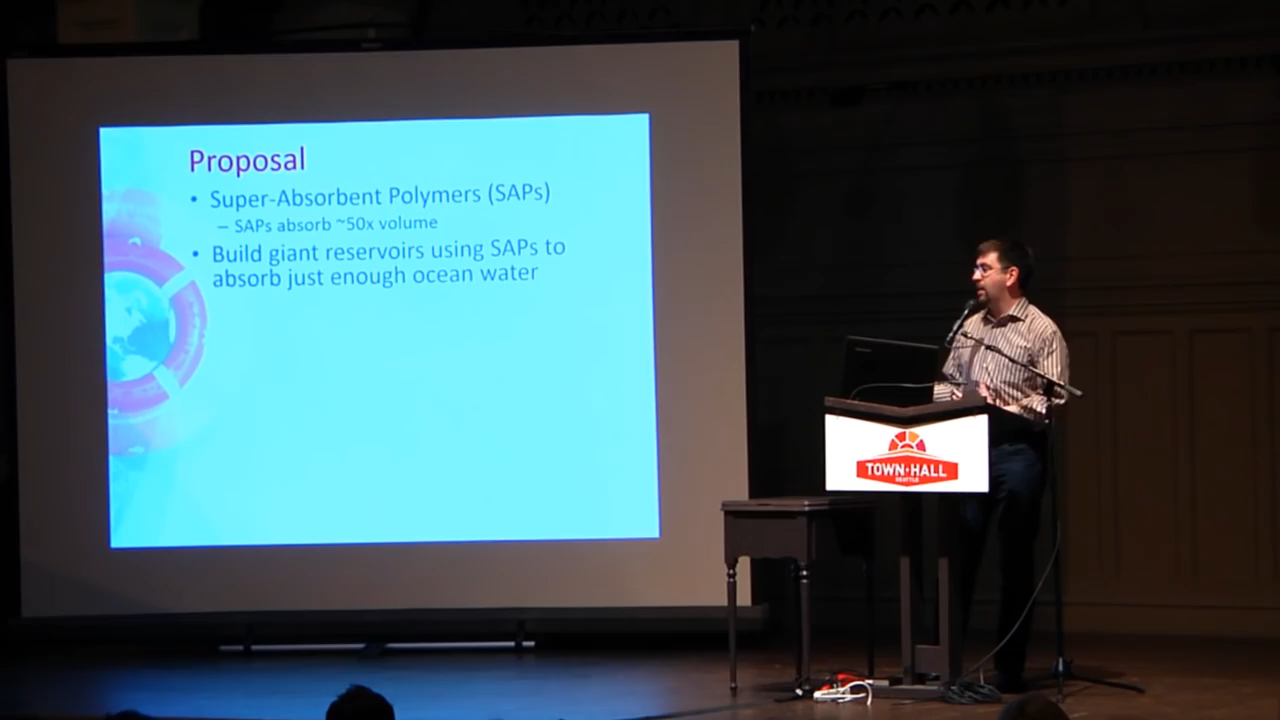 Proposal
• Super-Absorbent Polymers (SAPs)
– SAPs absorb ~50x volume
• Build giant reservoirs using SAPs to
absorb just enough ocean water
TOWN•HALL
SEATTLE